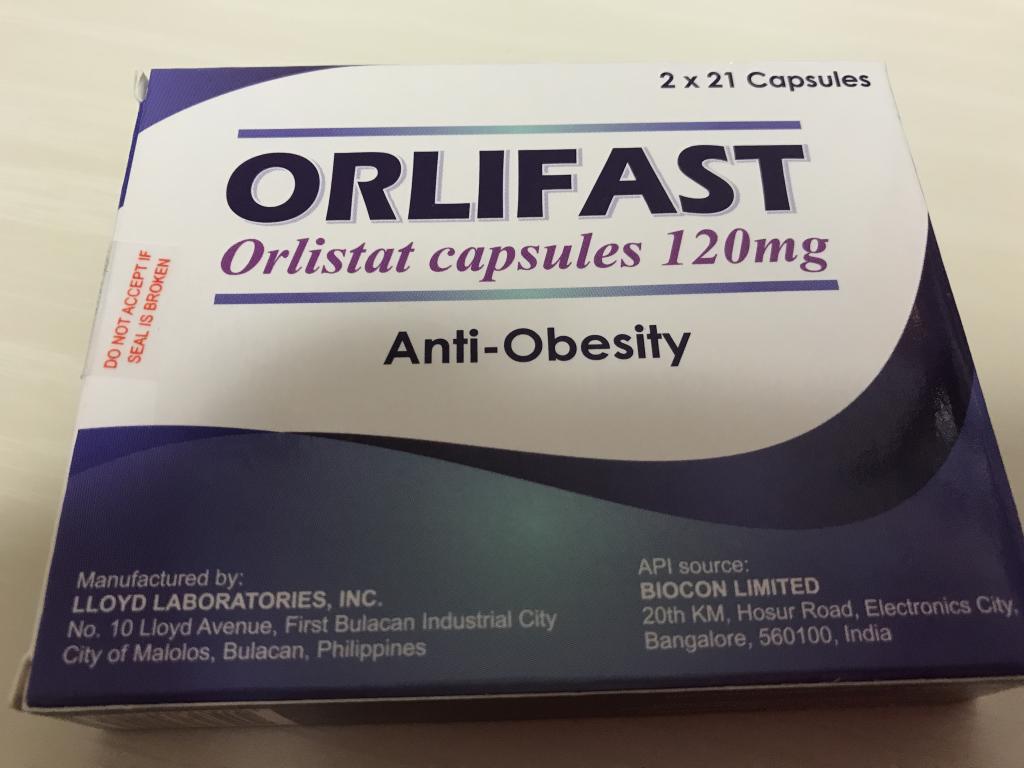 2 x 21 Capsules
ORLIFAST
Orlistat capsules 120mg
Anti-Obesity
DO NOT ACCEPT IF
SEAL IS BROKEN
Manufactured by:
LLOYD LABORATORIES, INC.
No. 10 Lloyd Avenue, First Bulacan Industrial City
City of Malolos, Bulacan, Philippines
API source:
BIOCON LIMITED
20th KM, Hosur Road, Electronics City,
Bangalore, 560100, India